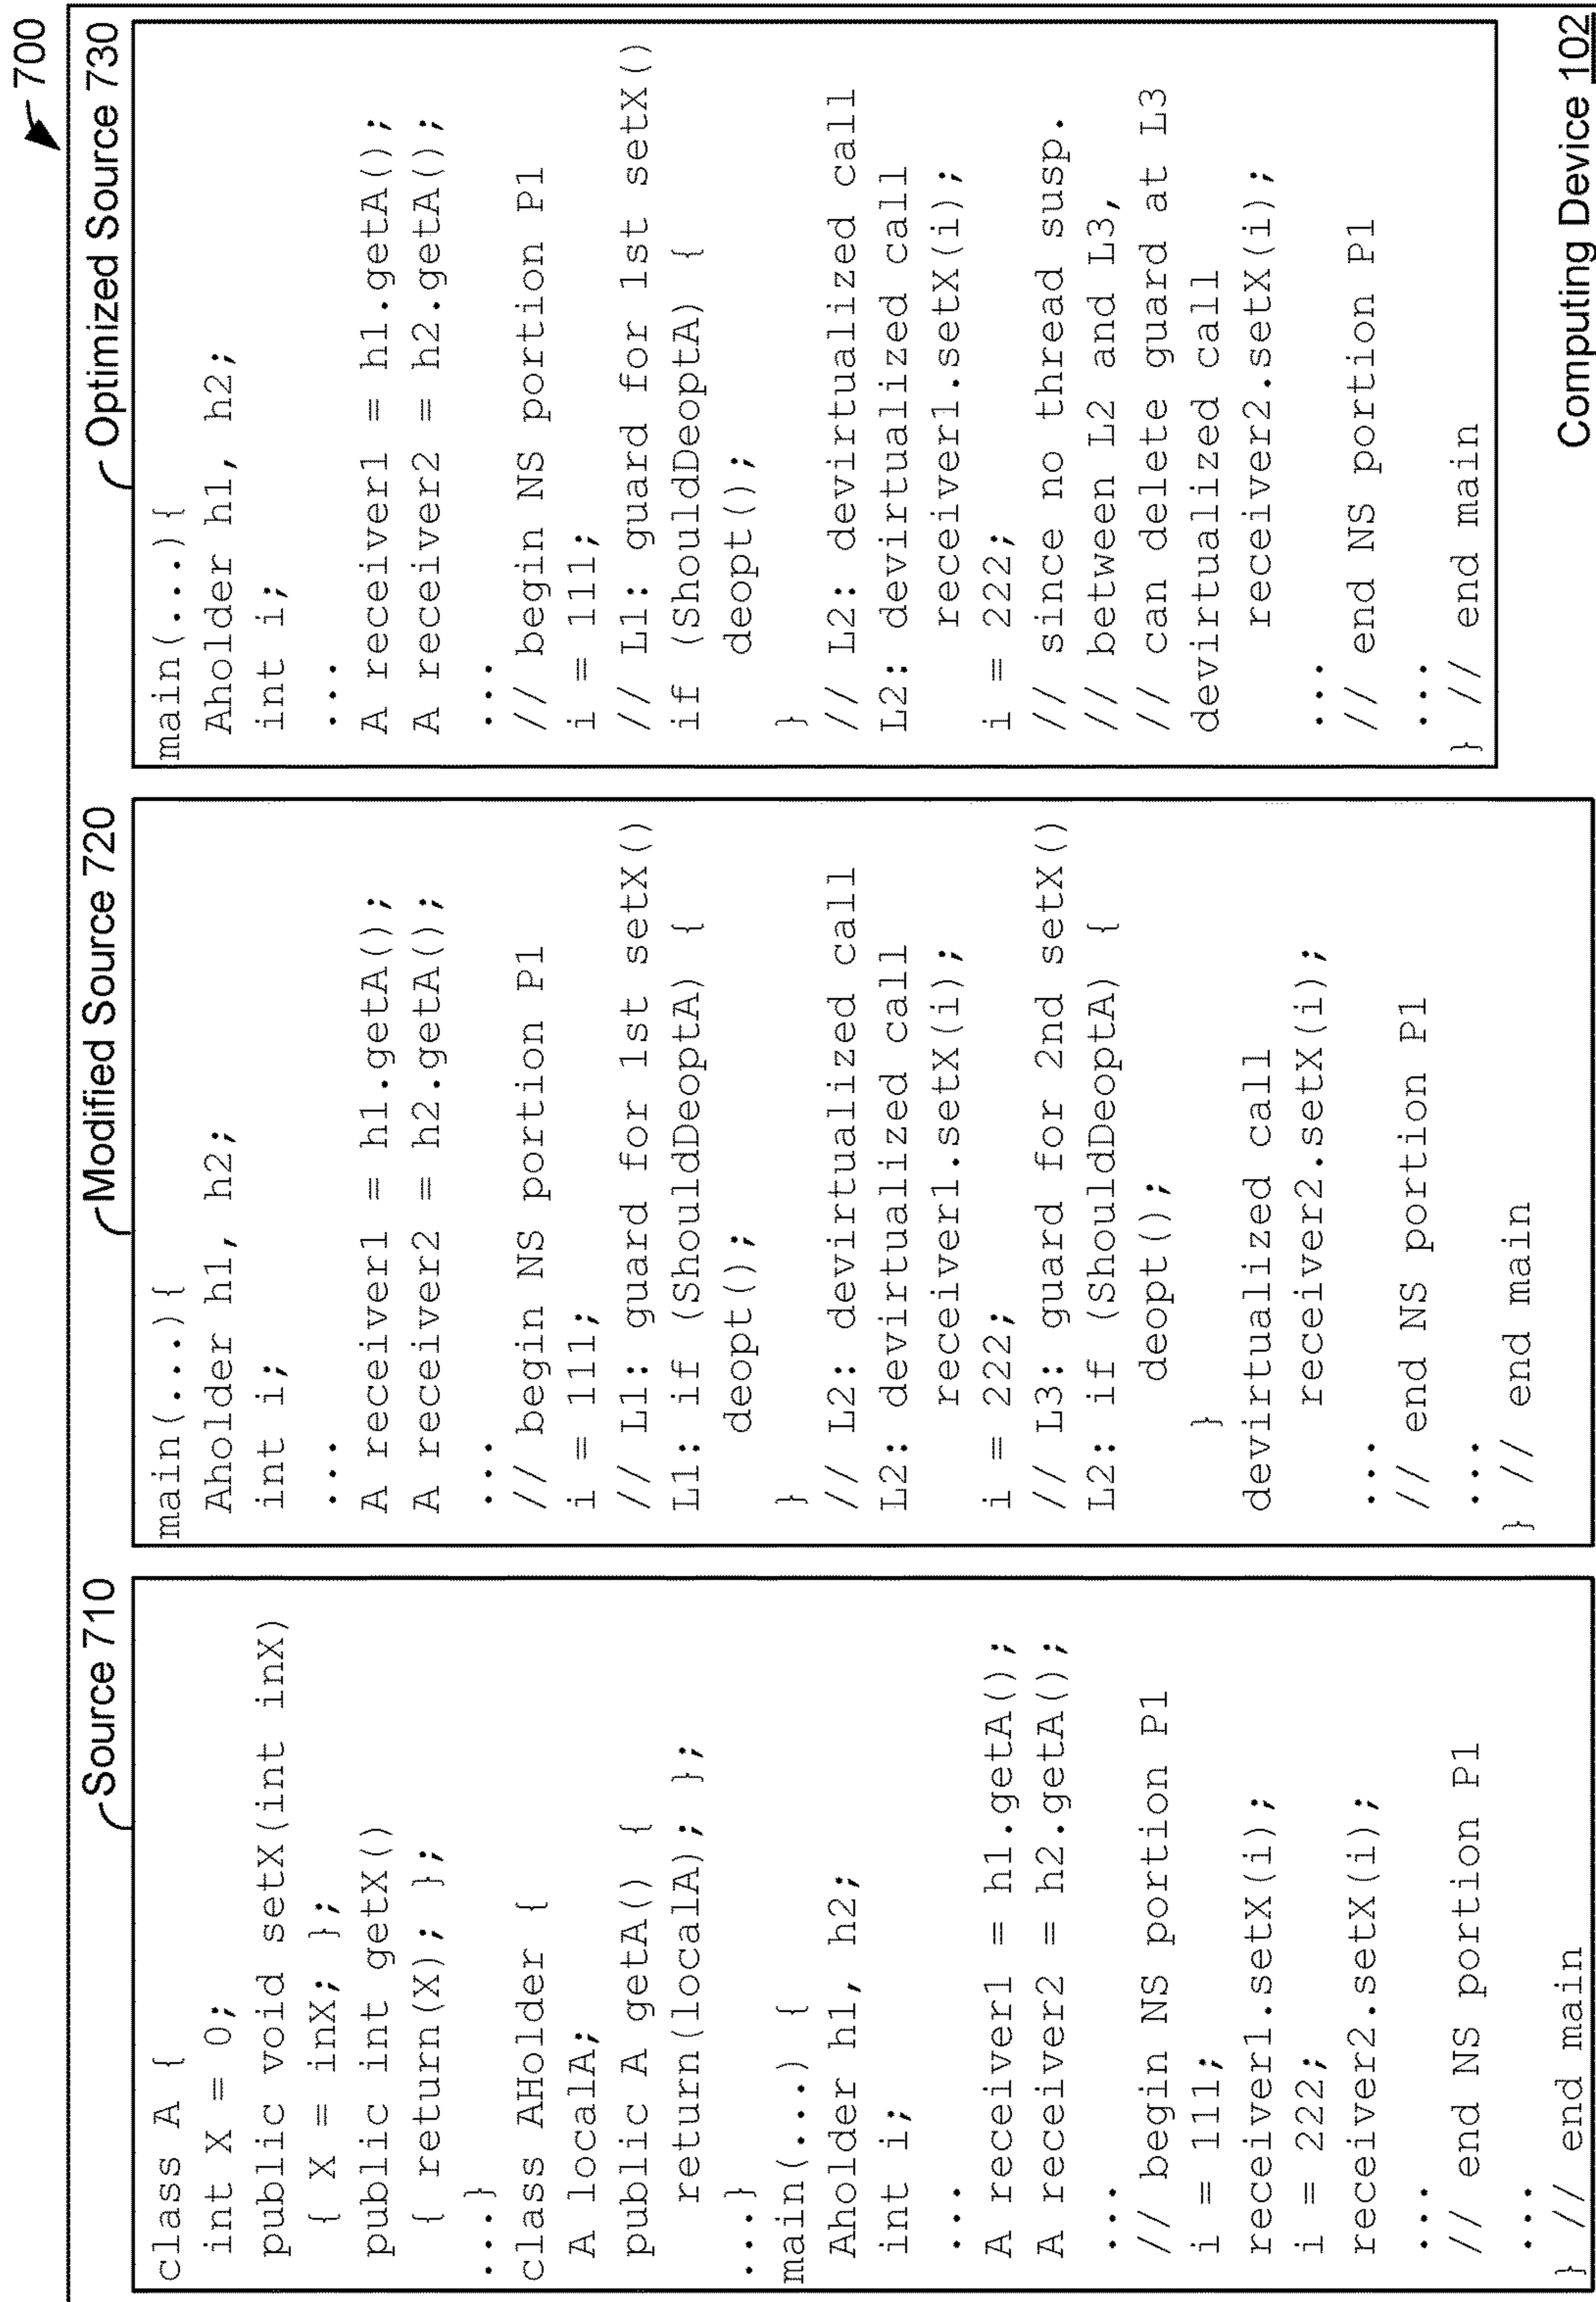 700
Source 710
class A {
int X = 0;
public void setX(int inX)
{ X = inX; };
public int getX()
{ return(X); };
...}
class AHolder {
A localA;
public A getA() {
return(localA); };
...}
main(...) {
Aholder h1, h2;
int i;
...
A receiver1 = h1.getA();
A receiver2 = h2.getA();
...
// begin NS portion P1
i = 111;
receiver1.setX(i);
i = 222;
receiver2.setX(i);
...
// end NS portion P1
...
} // end main
Modified Source 720
main(...){
Aholder h1, h2;
int i;
...
A receiver1 = h1.getA();
A receiver2 = h2.getA();
...
// begin NS portion P1
i = 111;
// L1: guard for 1st setX()
L1: if (ShouldDeoptA) {
deopt();
}
// L2: devirtualized call
L2: devirtualized call
receiver1.setX(i);
i = 222;
// L3: guard for 2nd setX()
L2: if (ShouldDeoptA) {
deopt();
}
devirtualized call
receiver2.setX(i);
...
// end NS portion P1
...
} // end main
Optimized Source 730
main(...){
Aholder h1, h2;
int i;
...
A receiver1 = h1.getA();
A receiver2 = h2.getA();
...
// begin NS portion P1
i = 111;
// L1: guard for 1st setX()
if (ShouldDeoptA) {
deopt();
}
// L2: devirtualized call
L2: devirtualized call
receiver1.setX(i);
i = 222;
// since no thread susp.
// between L2 and L3,
// can delete guard at L3
devirtualized call
receiver2.setX(i);
...
// end NS portion P1
...
} // end main
Computing Device 102